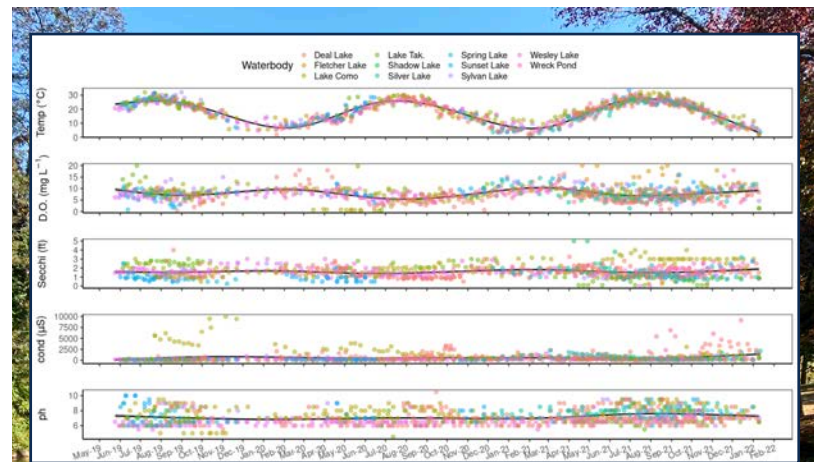 Deal Lake Lake Tak. Spring Lake Wesley Lake
Waterbody Fletcher Lake Shadow Lake Sunset Lake Wreck Pond
Lake Como Silver Lake Sylvan Lake
Temp (°C)
30
20
10
0
D.O. (mg L⁻¹)
20
15
10
5
0
Secchi (ft)
5
4
3
2
1
0
cond (µS)
10000
7500
5000
2500
0
ph
10
8
6
May-19 Jun-19 Jul-19 Aug-19 Sep-19 Oct-19 Nov-19 Dec-19 Jan-20 Feb-20 Mar-20 Apr-20 May-20 Jun-20 Jul-20 Aug-20 Sep-20 Oct-20 Nov-20 Dec-20 Jan-21 Feb-21 Mar-21 Apr-21 May-21 Jun-21 Jul-21 Aug-21 Sep-21 Oct-21 Nov-21 Dec-21 Jan-22 Feb-22